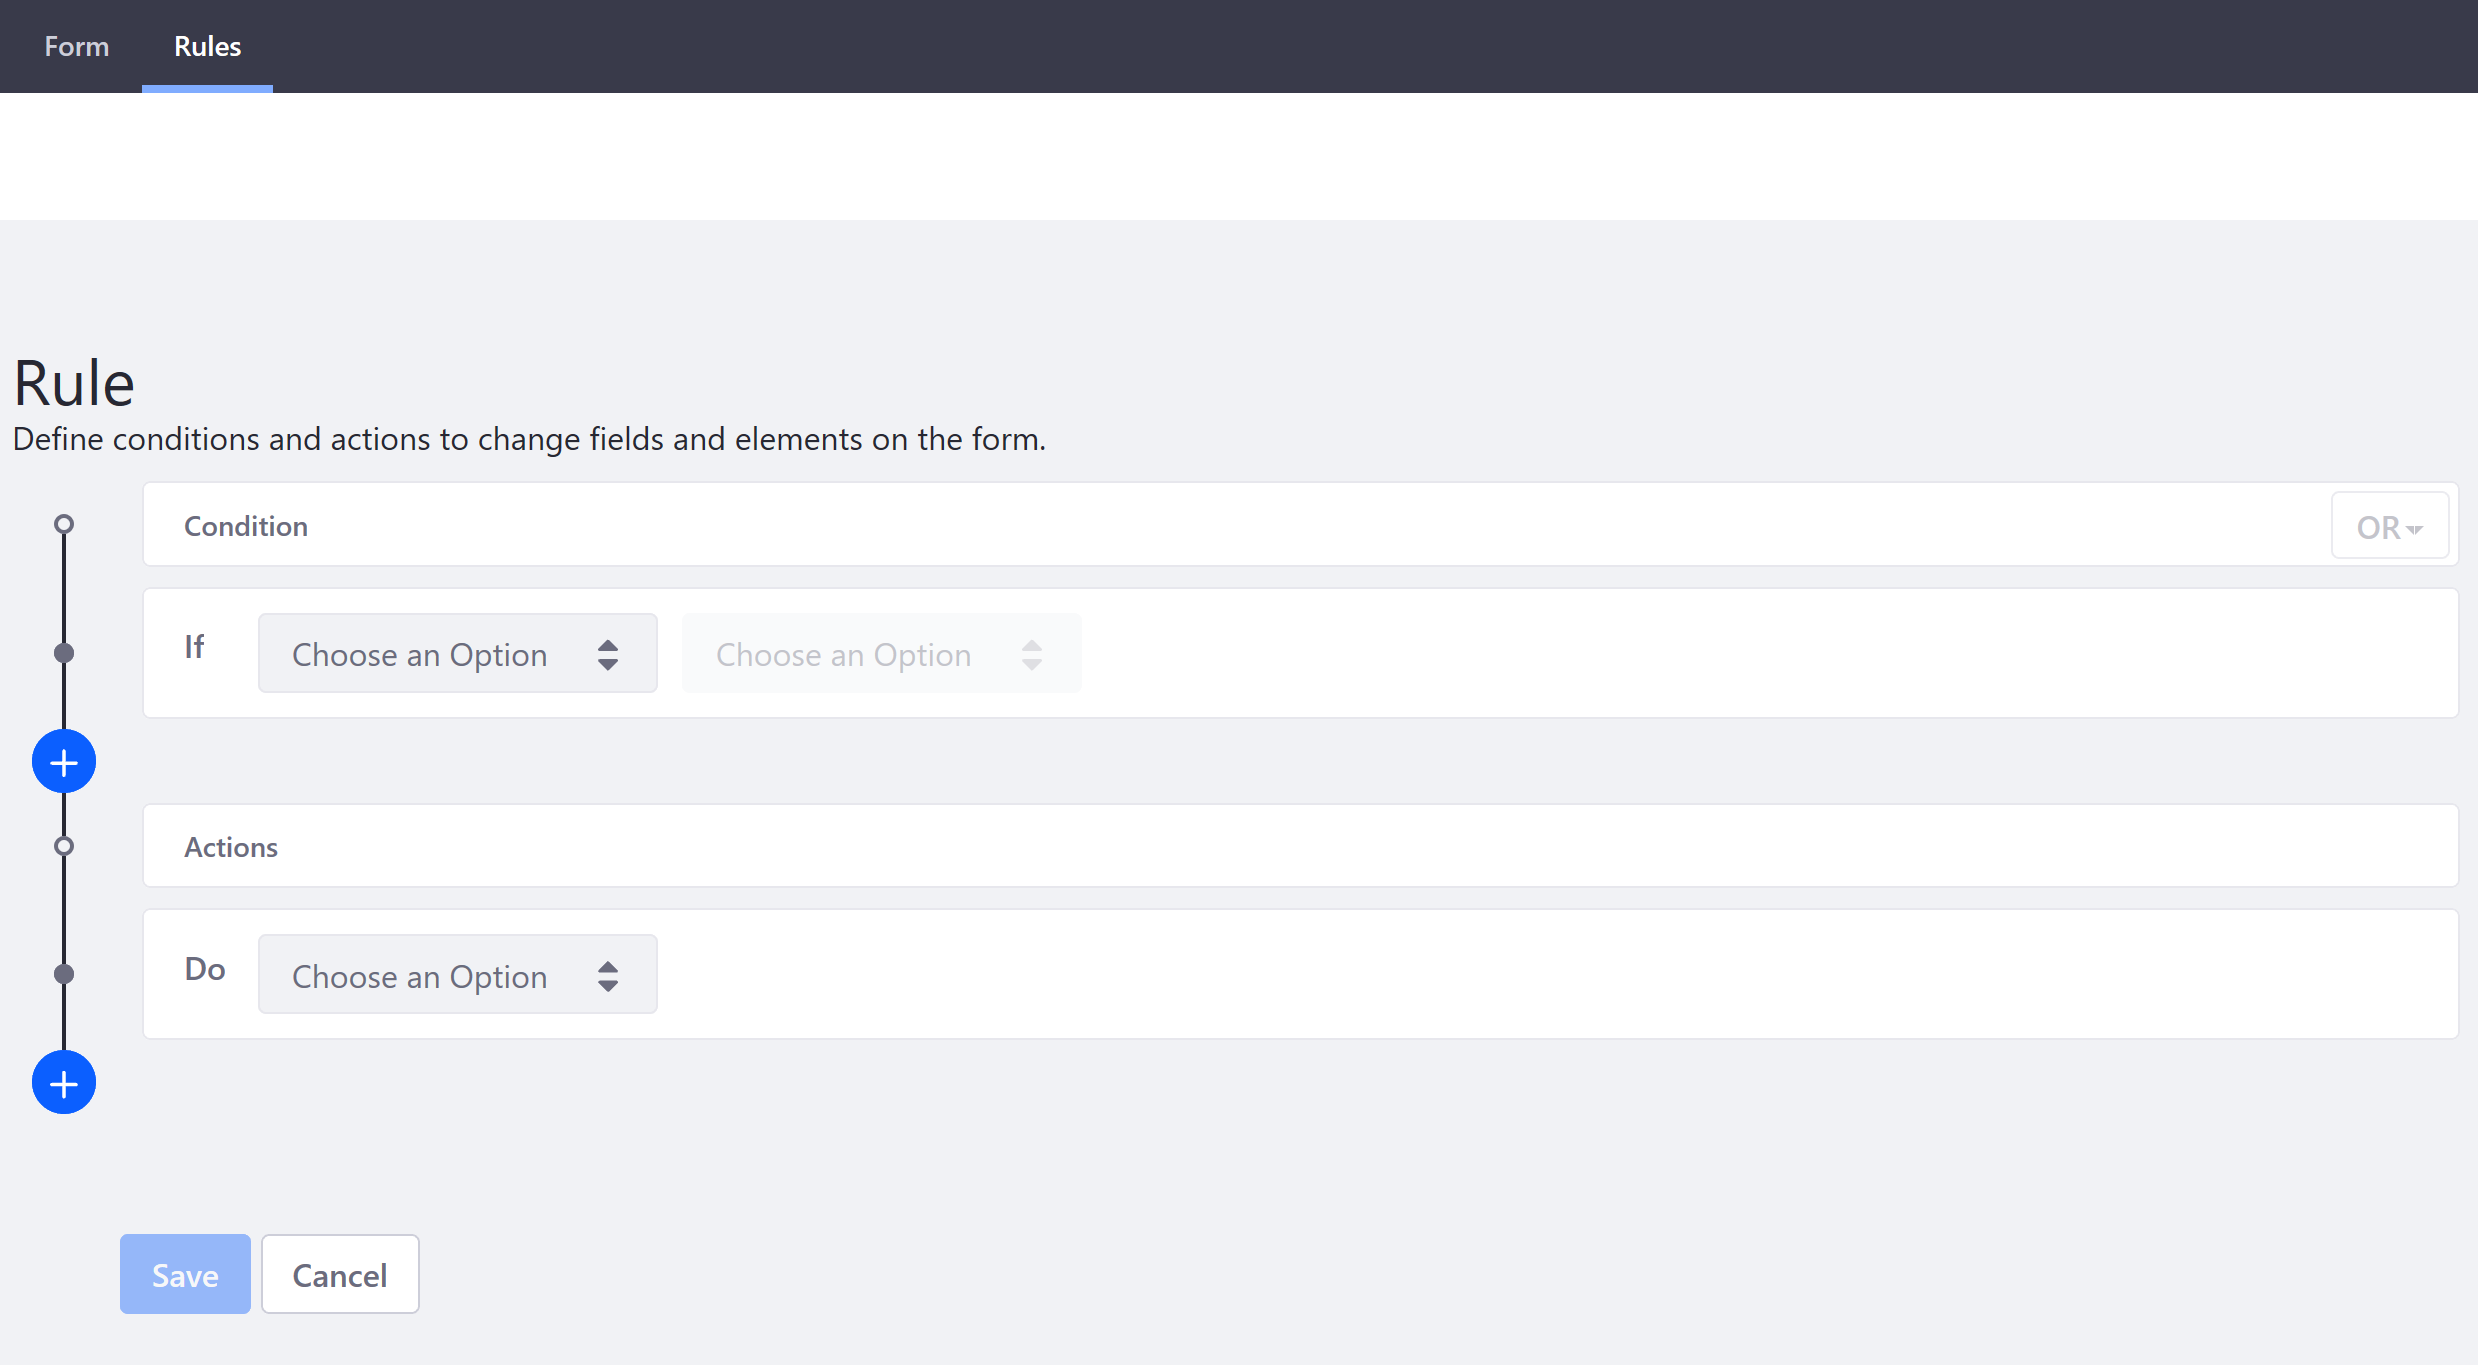 Form Rules
Rule
Define conditions and actions to change fields and elements on the form.
Condition OR
If Choose an Option Choose an Option
Actions
Do Choose an Option
Save Cancel